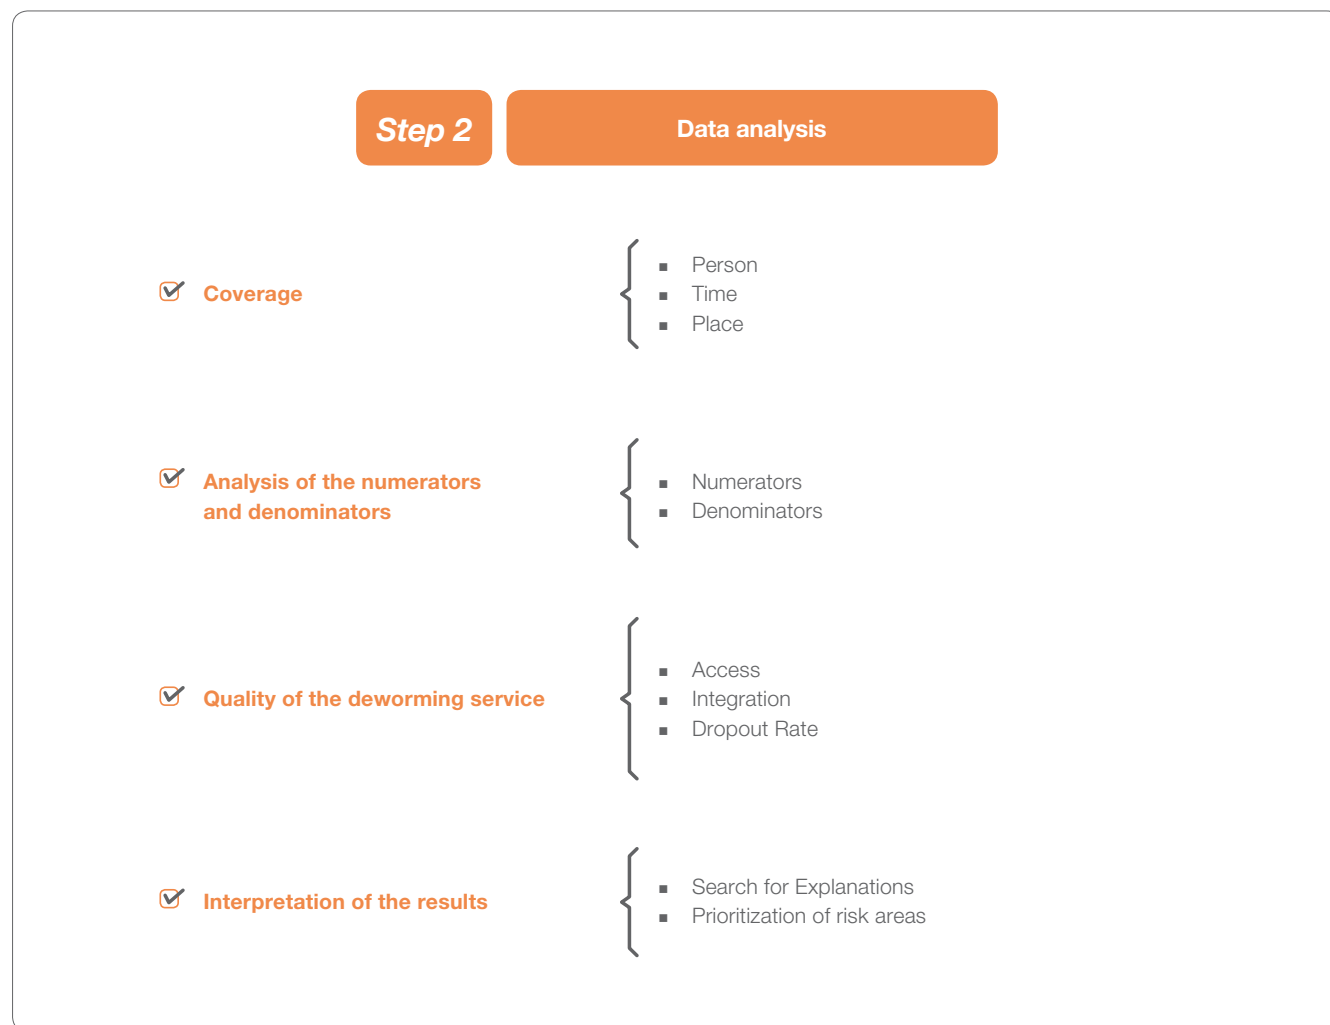 Step 2
Data analysis
Coverage
Person
Time
Place
Analysis of the numerators
and denominators
Numerators
Denominators
Quality of the deworming service
Access
Integration
Dropout Rate
Interpretation of the results
Search for Explanations
Prioritization of risk areas